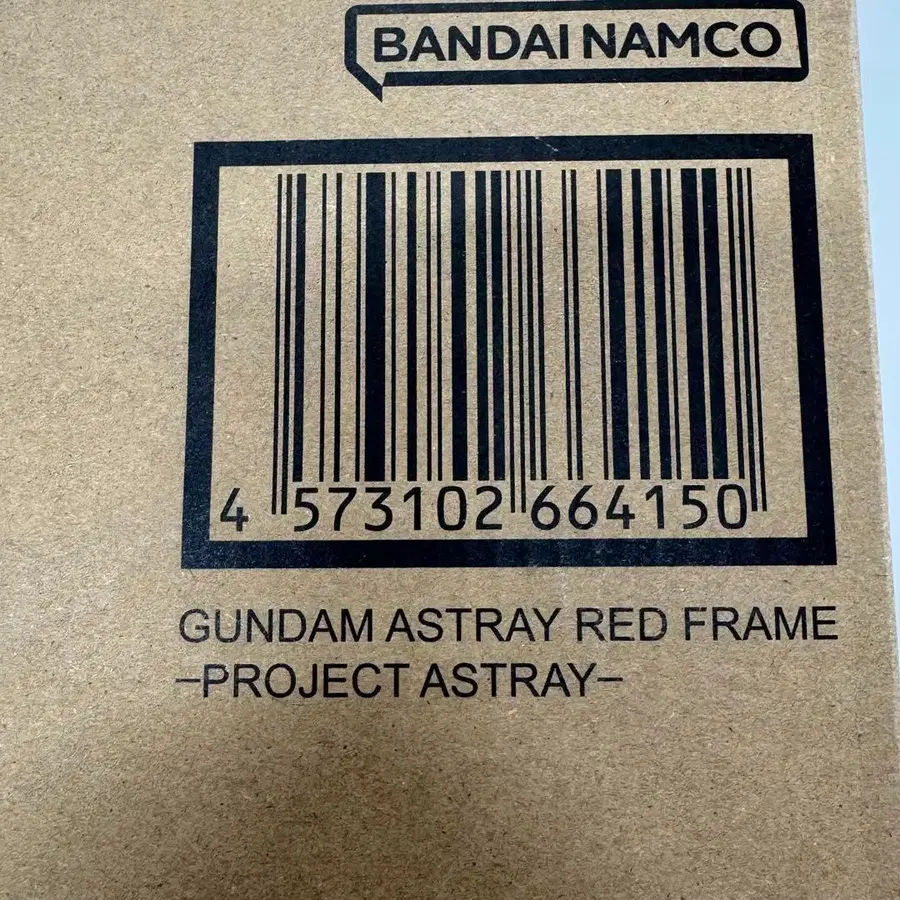 BANDAI NAMCO
4 573102 664150
GUNDAM ASTRAY RED FRAME
–PROJECT ASTRAY–